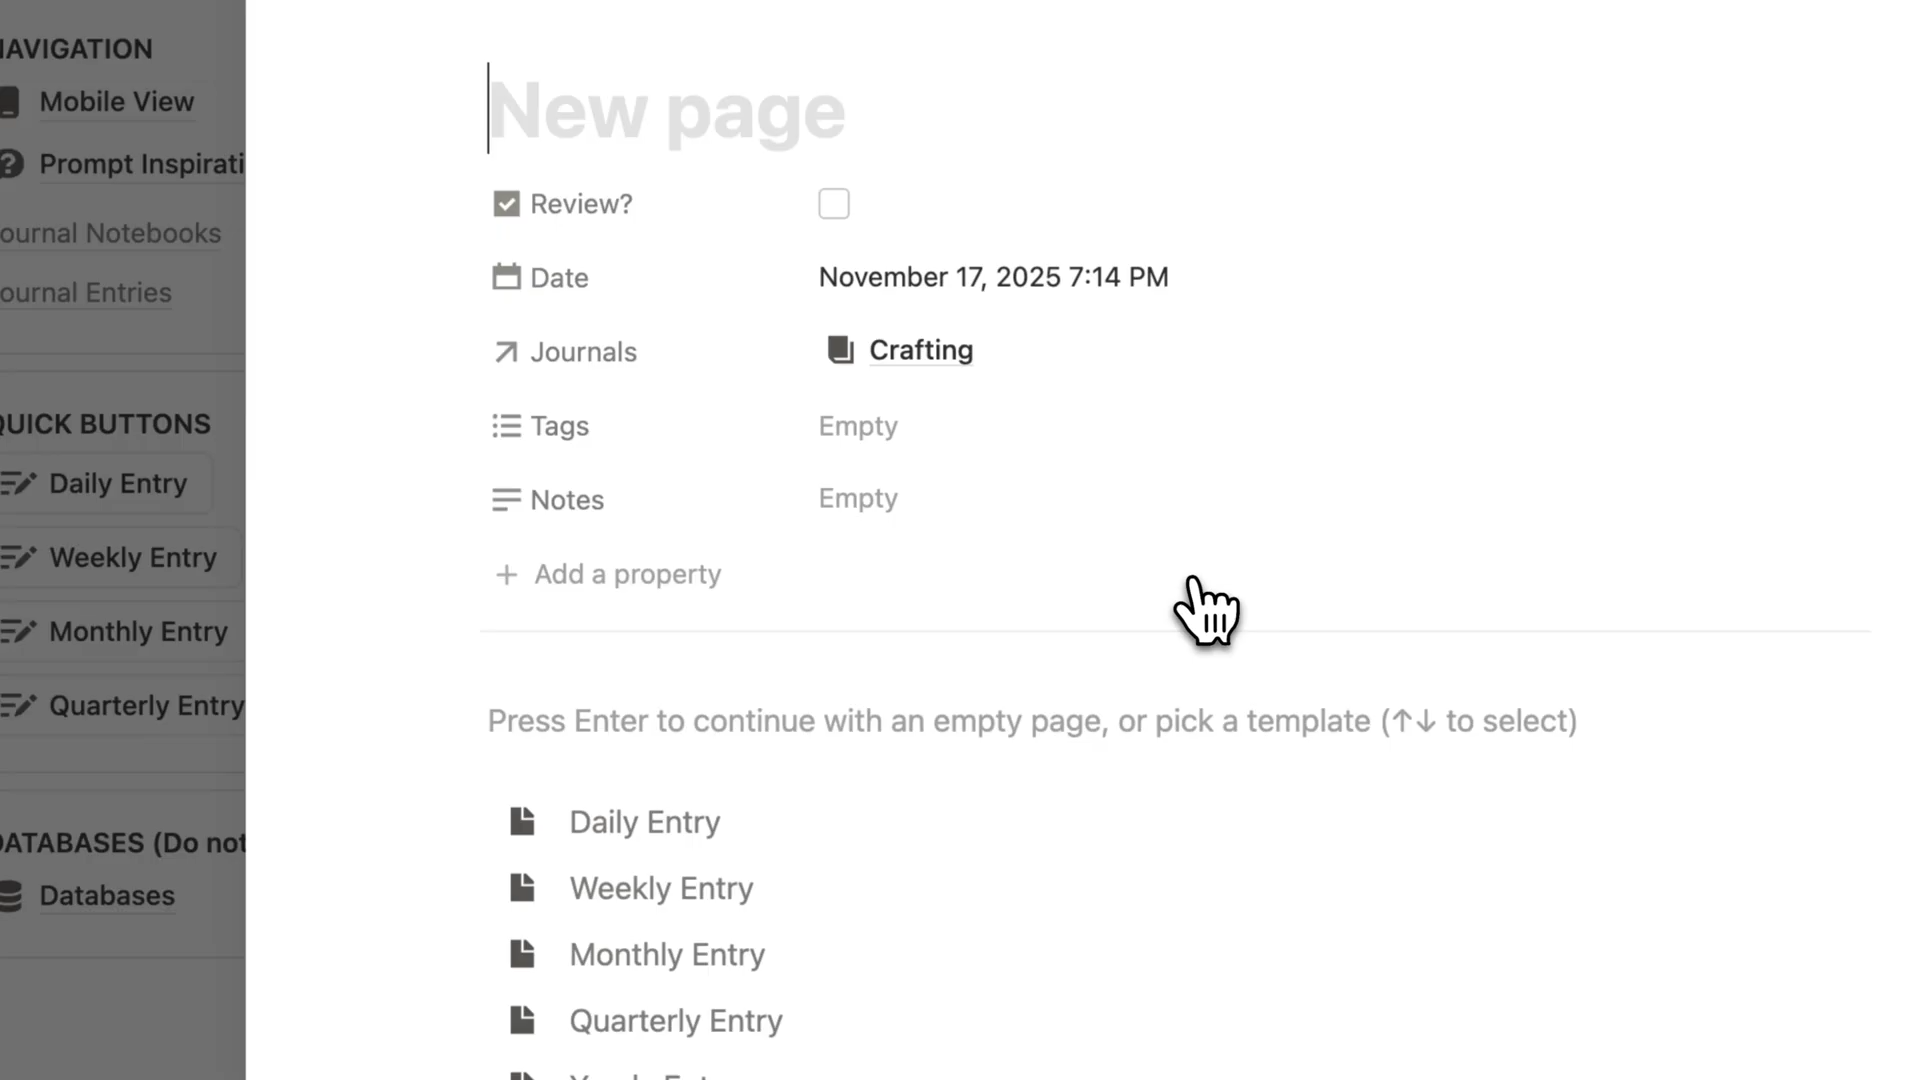 NAVIGATION
Mobile View
Prompt Inspirati
ournal Notebooks
ournal Entries
QUICK BUTTONS
Daily Entry
Weekly Entry
Monthly Entry
Quarterly Entry
DATABASES (Do not
Databases
New page
Review?
Date November 17, 2025 7:14 PM
Journals Crafting
Tags Empty
Notes Empty
+ Add a property
Press Enter to continue with an empty page, or pick a template (↑↓ to select)
Daily Entry
Weekly Entry
Monthly Entry
Quarterly Entry